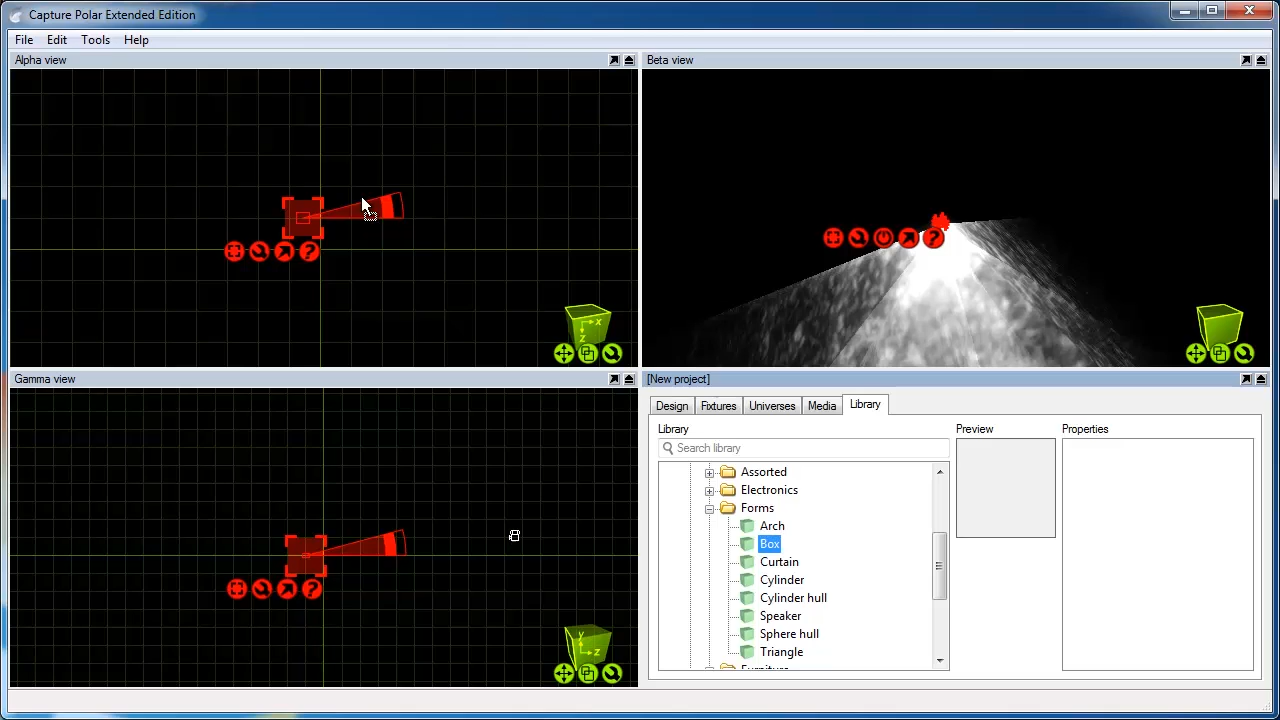 Capture Polar Extended Edition
File Edit Tools Help
Alpha view
Beta view
x
z
? ?
Gamma view
?
y
z
[New project]
Design Fixtures Universes Media Library
Library Preview Properties
Search library
Assorted
Electronics
Forms
Arch
Box
Curtain
Cylinder
Cylinder hull
Speaker
Sphere hull
Triangle